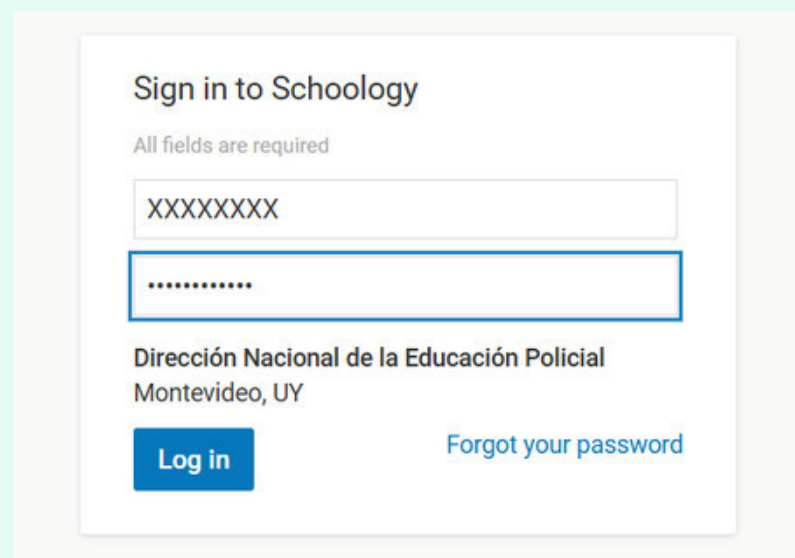 Sign in to Schoology
All fields are required
XXXXXXXX
••••••••••••
Dirección Nacional de la Educación Policial
Montevideo, UY
Log in
Forgot your password